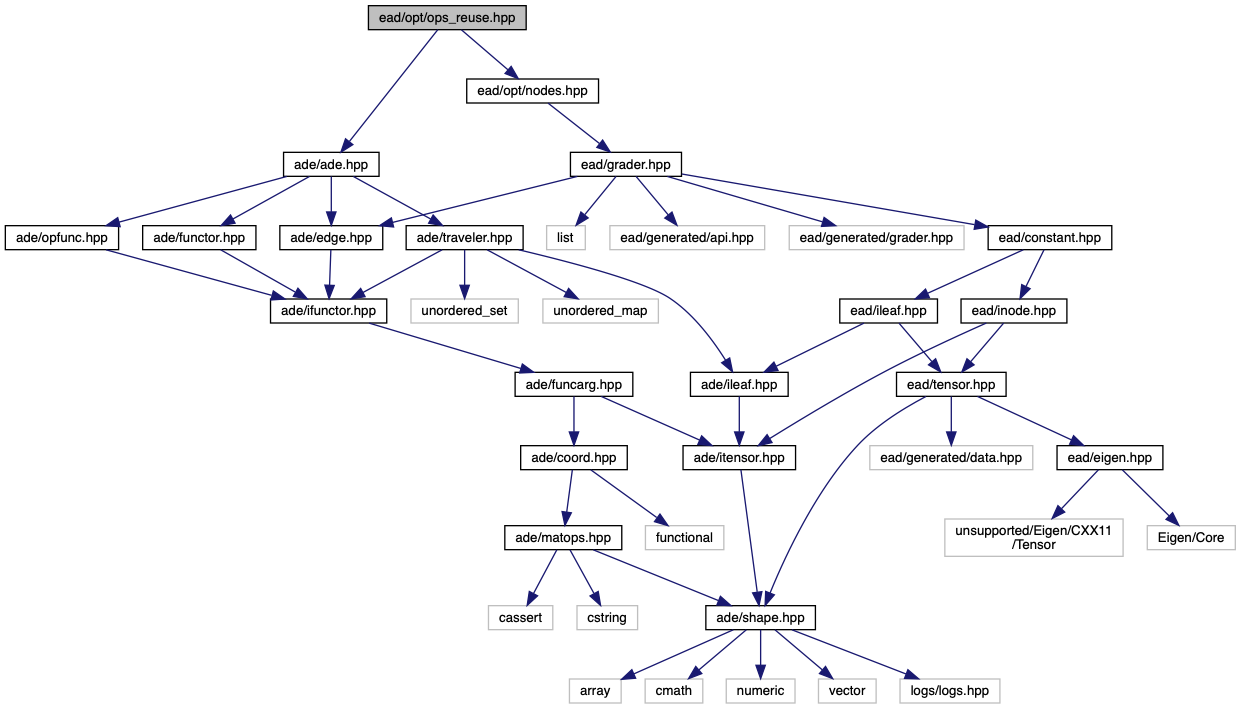 ead/opt/ops_reuse.hpp
ead/opt/nodes.hpp
ade/ade.hpp
ead/grader.hpp
ade/opfunc.hpp
ade/functor.hpp
ade/edge.hpp
ade/traveler.hpp
list
ead/generated/api.hpp
ead/generated/grader.hpp
ead/constant.hpp
ade/ifunctor.hpp
unordered_set
unordered_map
ead/ileaf.hpp
ead/inode.hpp
ade/funcarg.hpp
ade/ileaf.hpp
ead/tensor.hpp
ade/coord.hpp
ade/itensor.hpp
ead/generated/data.hpp
ead/eigen.hpp
ade/matops.hpp
functional
unsupported/Eigen/CXX11
/Tensor
Eigen/Core
cassert
cstring
ade/shape.hpp
array
cmath
numeric
vector
logs/logs.hpp